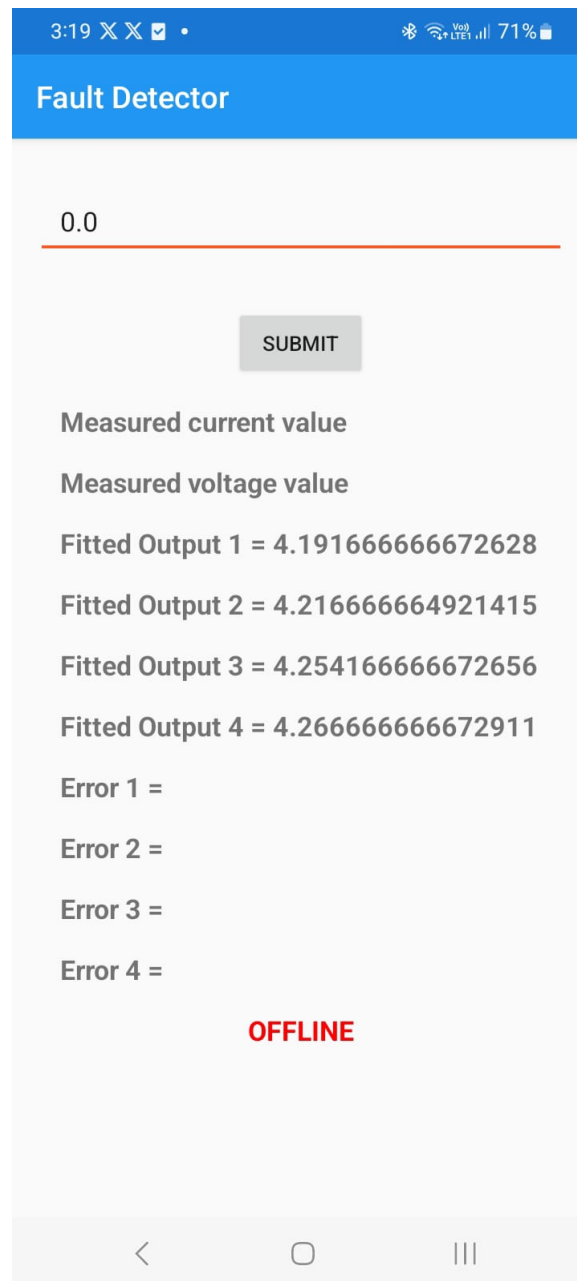 3:19 X X • Vo)) LTE1 71%
Fault Detector
0.0
SUBMIT
Measured current value
Measured voltage value
Fitted Output 1 = 4.191666666672628
Fitted Output 2 = 4.216666664921415
Fitted Output 3 = 4.254166666672656
Fitted Output 4 = 4.266666666672911
Error 1 =
Error 2 =
Error 3 =
Error 4 =
OFFLINE